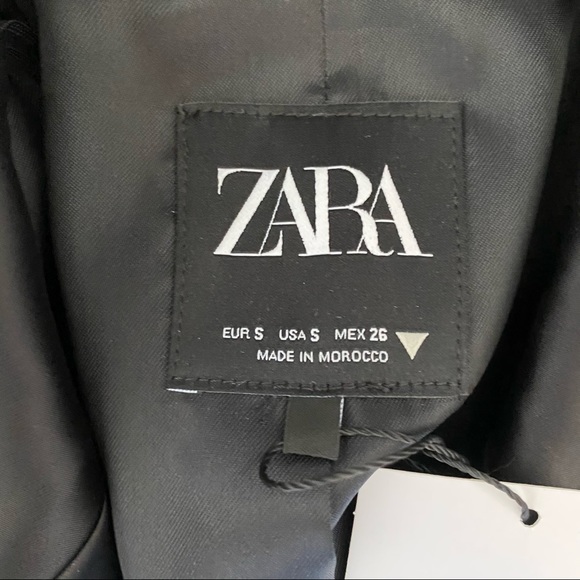 ZARA
EUR S USA S MEX 26
MADE IN MOROCCO